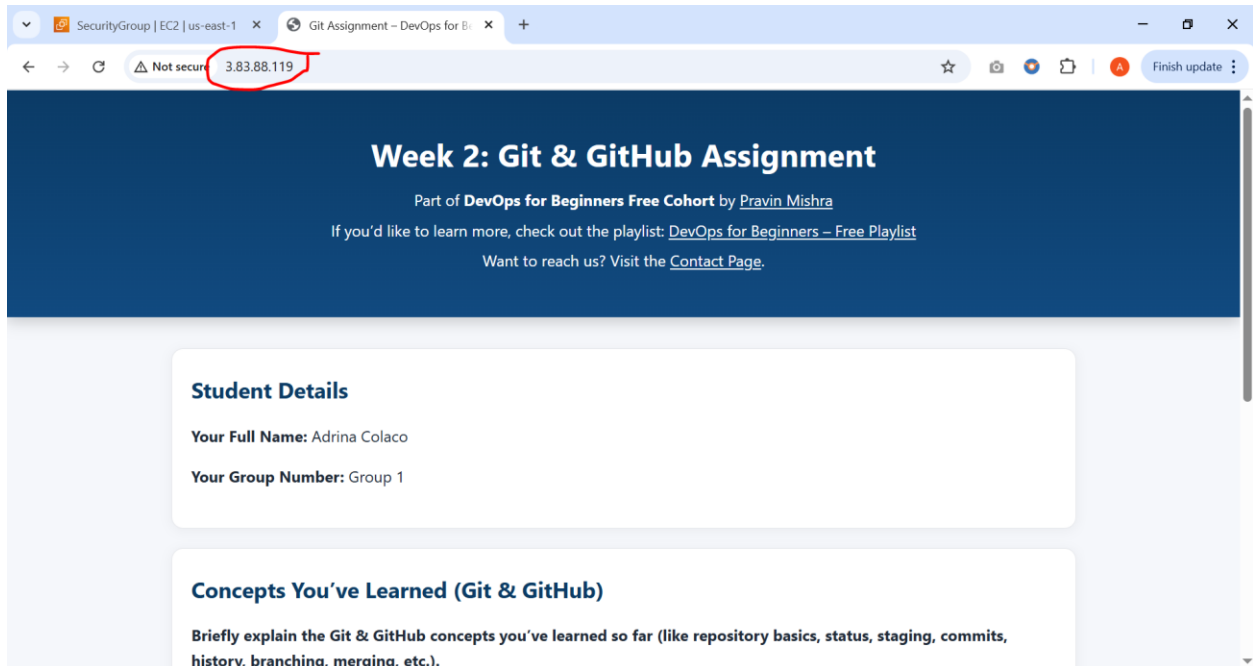 SecurityGroup | EC2 | us-east-1
Git Assignment – DevOps for Be
Not secure 3.83.88.119
A
Finish update
Week 2: Git & GitHub Assignment
Part of DevOps for Beginners Free Cohort by Pravin Mishra
If you’d like to learn more, check out the playlist: DevOps for Beginners – Free Playlist
Want to reach us? Visit the Contact Page.
Student Details
Your Full Name: Adrina Colaco
Your Group Number: Group 1
Concepts You’ve Learned (Git & GitHub)
Briefly explain the Git & GitHub concepts you’ve learned so far (like repository basics, status, staging, commits,
history, branching, merging, etc.).